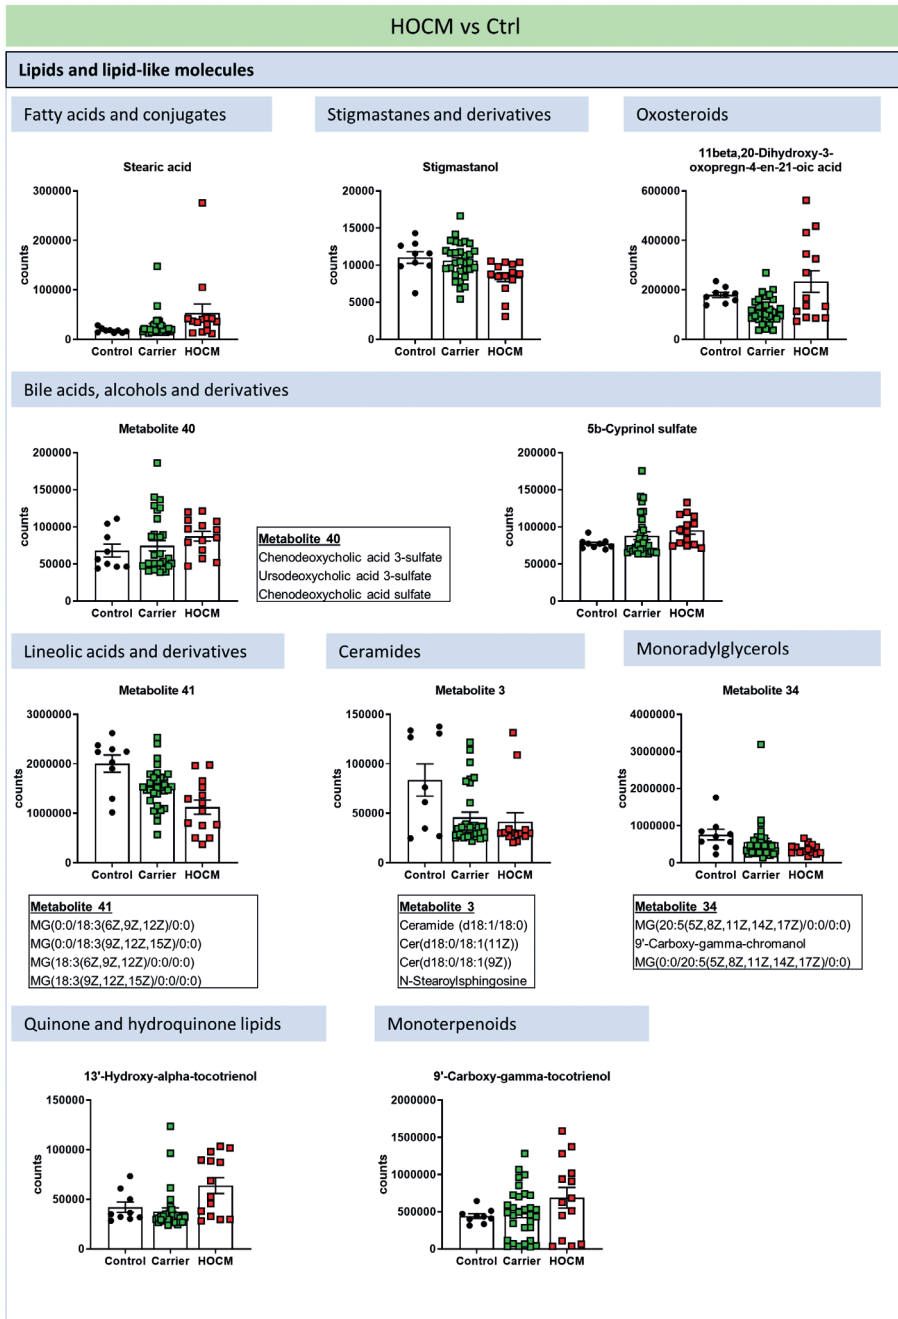 HOCM vs Ctrl
Lipids and lipid-like molecules
Fatty acids and conjugates
Stigmastanes and derivatives
Oxosteroids
Stearic acid
300000
200000
100000
0
counts
Control Carrier HOCM
Stigmastanol
20000
15000
10000
5000
0
counts
Control Carrier HOCM
11beta,20-Dihydroxy-3-
oxopregn-4-en-21-oic acid
600000
400000
200000
0
counts
Control Carrier HOCM
Bile acids, alcohols and derivatives
Metabolite 40
200000
150000
100000
50000
0
counts
Control Carrier HOCM
Metabolite 40
Chenodeoxycholic acid 3-sulfate
Ursodeoxycholic acid 3-sulfate
Chenodeoxycholic acid sulfate
5b-Cyprinol sulfate
200000
150000
100000
50000
0
counts
Control Carrier HOCM
Lineolic acids and derivatives
Ceramides
Monoradylglycerols
Metabolite 41
3000000
2000000
1000000
0
counts
Control Carrier HOCM
Metabolite 41
MG(0:0/18:3(6Z,9Z,12Z)/0:0)
MG(0:0/18:3(9Z,12Z,15Z)/0:0)
MG(18:3(6Z,9Z,12Z)/0:0/0:0)
MG(18:3(9Z,12Z,15Z)/0:0/0:0)
Metabolite 3
150000
100000
50000
0
counts
Control Carrier HOCM
Metabolite 3
Ceramide (d18:1/18:0)
Cer(d18:0/18:1(11Z))
Cer(d18:0/18:1(9Z))
N-Stearoylsphingosine
Metabolite 34
4000000
3000000
2000000
1000000
0
counts
Control Carrier HOCM
Metabolite 34
MG(20:5(5Z,8Z,11Z,14Z,17Z)/0:0/0:0)
9'-Carboxy-gamma-chromanol
MG(0:0/20:5(5Z,8Z,11Z,14Z,17Z)/0:0)
Quinone and hydroquinone lipids
Monoterpenoids
13'-Hydroxy-alpha-tocotrienol
150000
100000
50000
0
counts
Control Carrier HOCM
9'-Carboxy-gamma-tocotrienol
2000000
1500000
1000000
500000
0
counts
Control Carrier HOCM